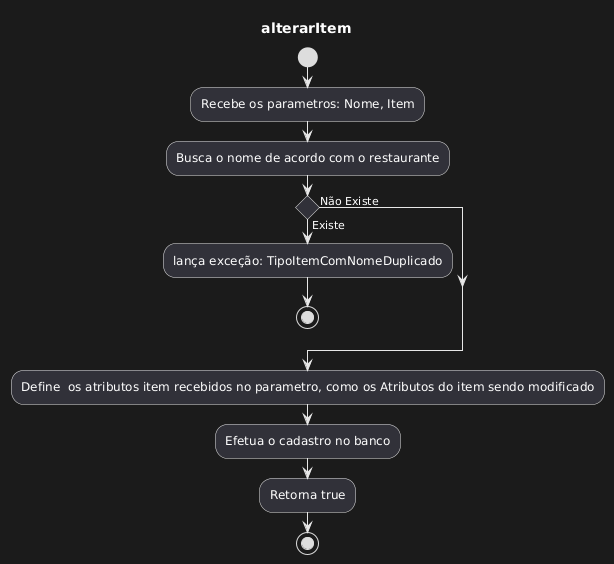 alterarItem
Recebe os parametros: Nome, Item
Busca o nome de acordo com o restaurante
Não Existe
Existe
lança exceção: TipoItemComNomeDuplicado
Define  os atributos item recebidos no parametro, como os Atributos do item sendo modificado
Efetua o cadastro no banco
Retorna true